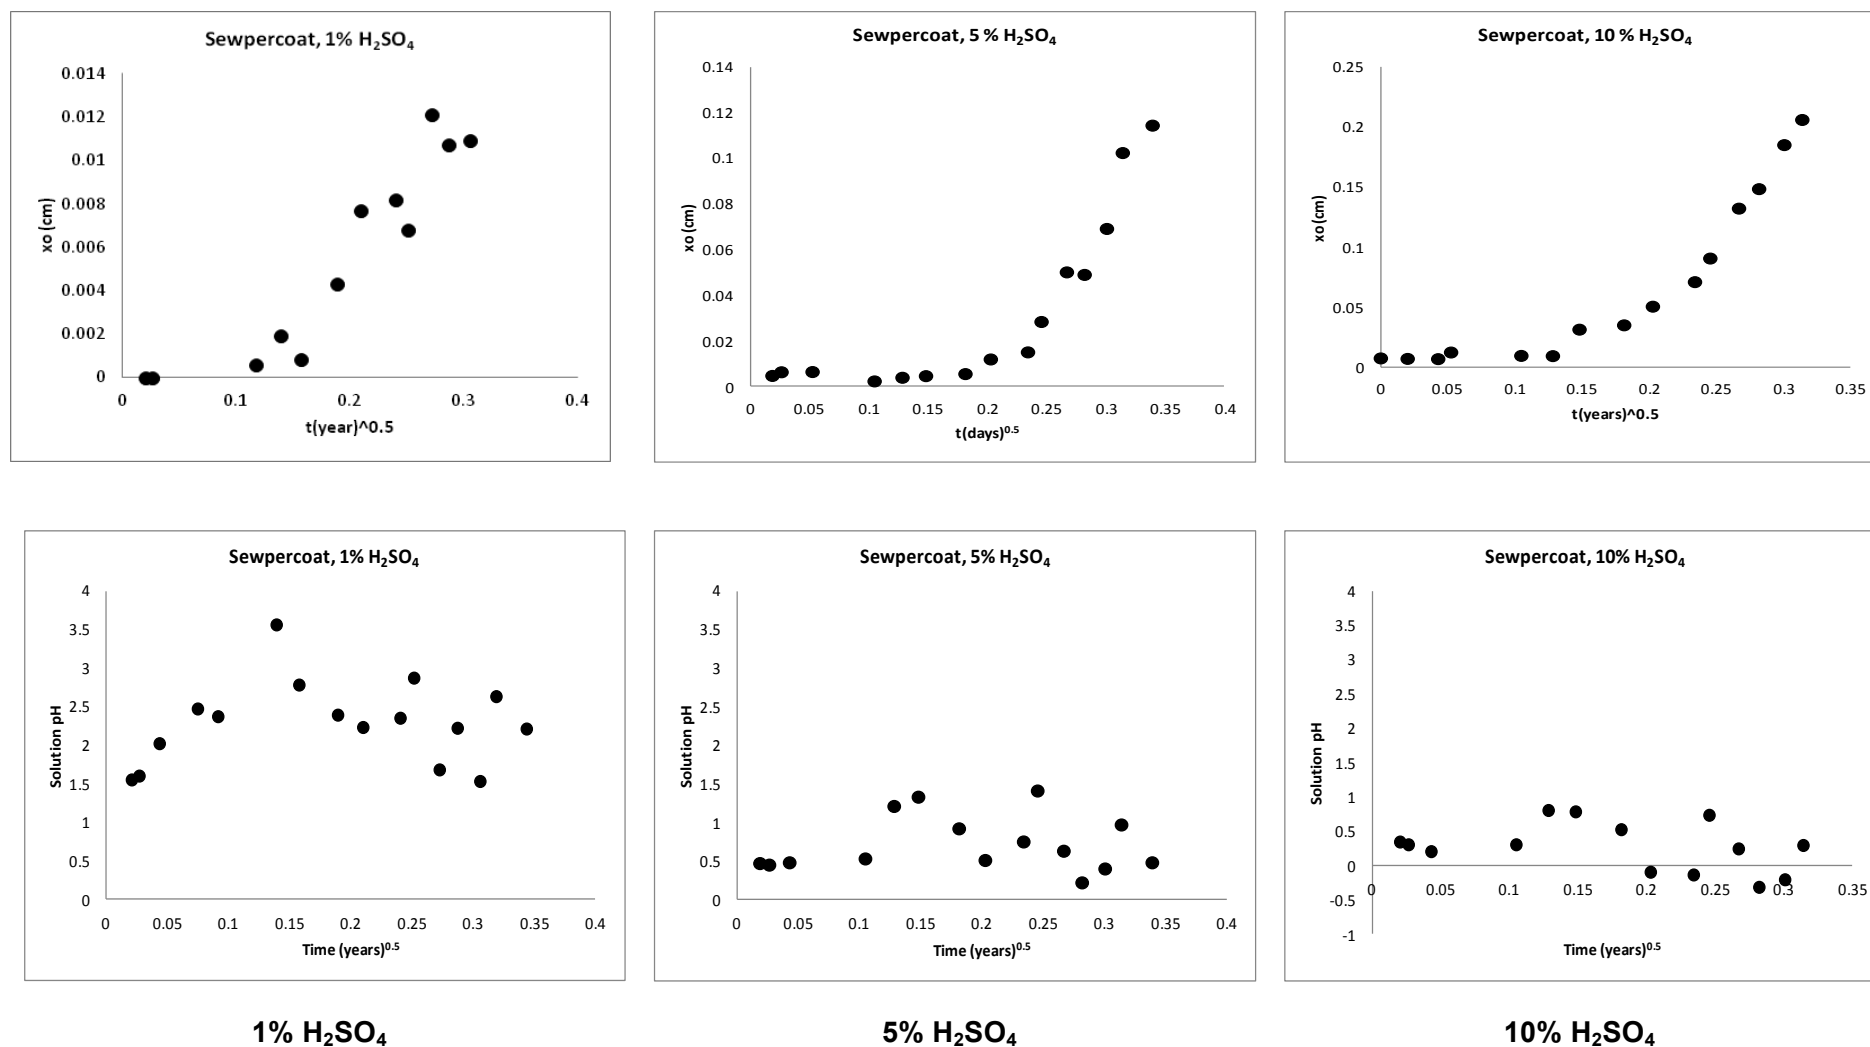 Sewpercoat, 1% H₂SO₄
0.014
0.012
0.01
0.008
0.006
0.004
0.002
0
xo (cm)
0 0.1 0.2 0.3 0.4
t(year)^0.5
Sewpercoat, 5 % H₂SO₄
0.14
0.12
0.1
0.08
0.06
0.04
0.02
0
xo (cm)
0 0.05 0.1 0.15 0.2 0.25 0.3 0.35 0.4
t(days)⁰·⁵
Sewpercoat, 10 % H₂SO₄
0.25
0.2
0.15
0.1
0.05
0
xo (cm)
0 0.05 0.1 0.15 0.2 0.25 0.3 0.35
t(years)^0.5
Sewpercoat, 1% H₂SO₄
4
3.5
3
2.5
2
1.5
1
0.5
0
Solution pH
0 0.05 0.1 0.15 0.2 0.25 0.3 0.35 0.4
Time (years)⁰·⁵
Sewpercoat, 5% H₂SO₄
4
3.5
3
2.5
2
1.5
1
0.5
0
Solution pH
0 0.05 0.1 0.15 0.2 0.25 0.3 0.35 0.4
Time (years)⁰·⁵
Sewpercoat, 10% H₂SO₄
4
3.5
3
2.5
2
1.5
1
0.5
0
-0.5
-1
Solution pH
0 0.05 0.1 0.15 0.2 0.25 0.3 0.35
Time (years)⁰·⁵
1% H₂SO₄
5% H₂SO₄
10% H₂SO₄